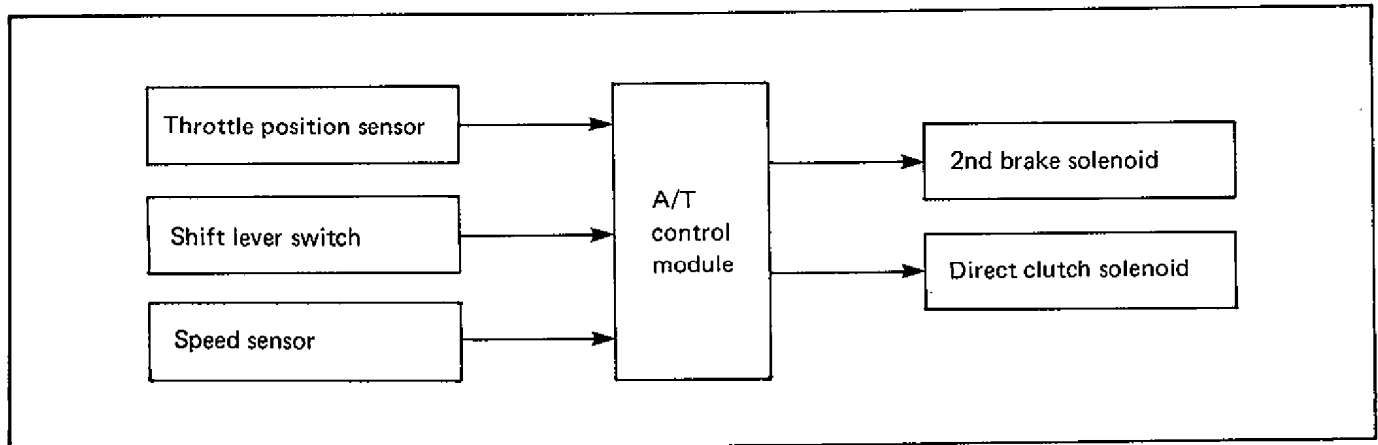 Throttle position sensor
Shift lever switch
Speed sensor
A/T
control
module
2nd brake solenoid
Direct clutch solenoid